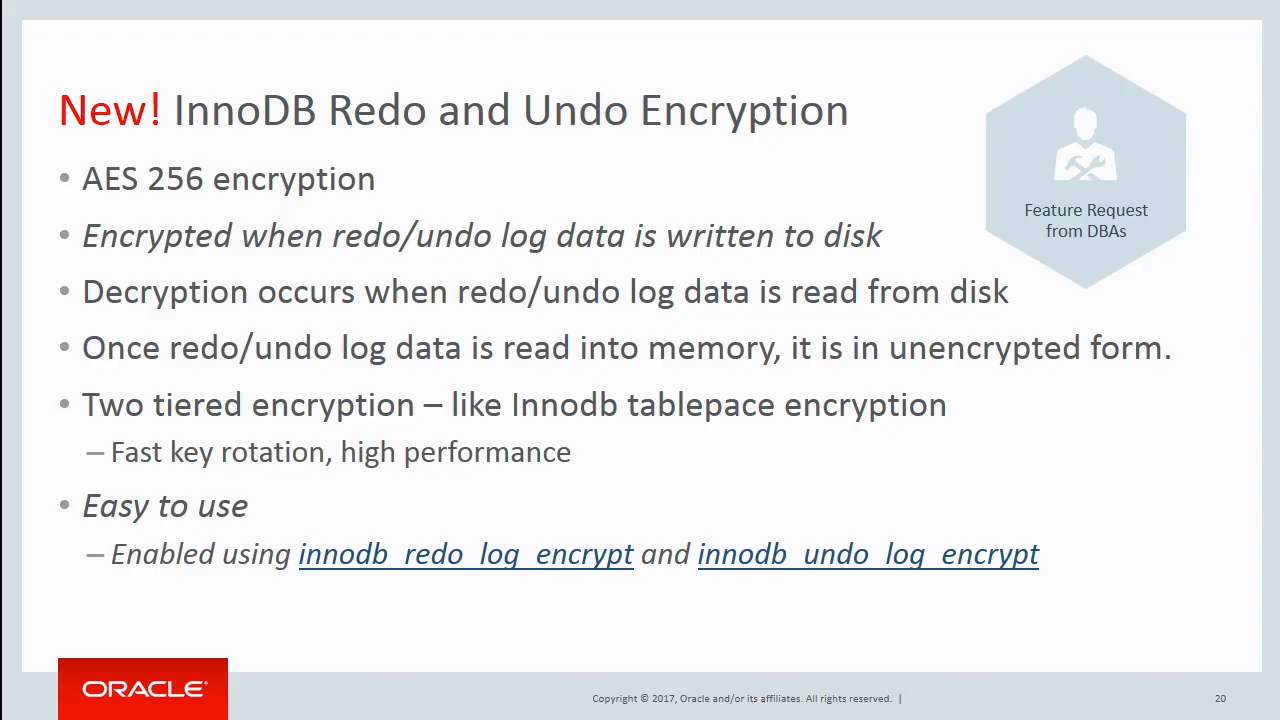 New! InnoDB Redo and Undo Encryption
• AES 256 encryption
• Encrypted when redo/undo log data is written to disk
• Decryption occurs when redo/undo log data is read from disk
• Once redo/undo log data is read into memory, it is in unencrypted form.
• Two tiered encryption – like Innodb tablepace encryption
– Fast key rotation, high performance
• Easy to use
– Enabled using innodb_redo_log_encrypt and innodb_undo_log_encrypt
Feature Request
from DBAs
ORACLE®
Copyright © 2017, Oracle and/or its affiliates. All rights reserved. |
20